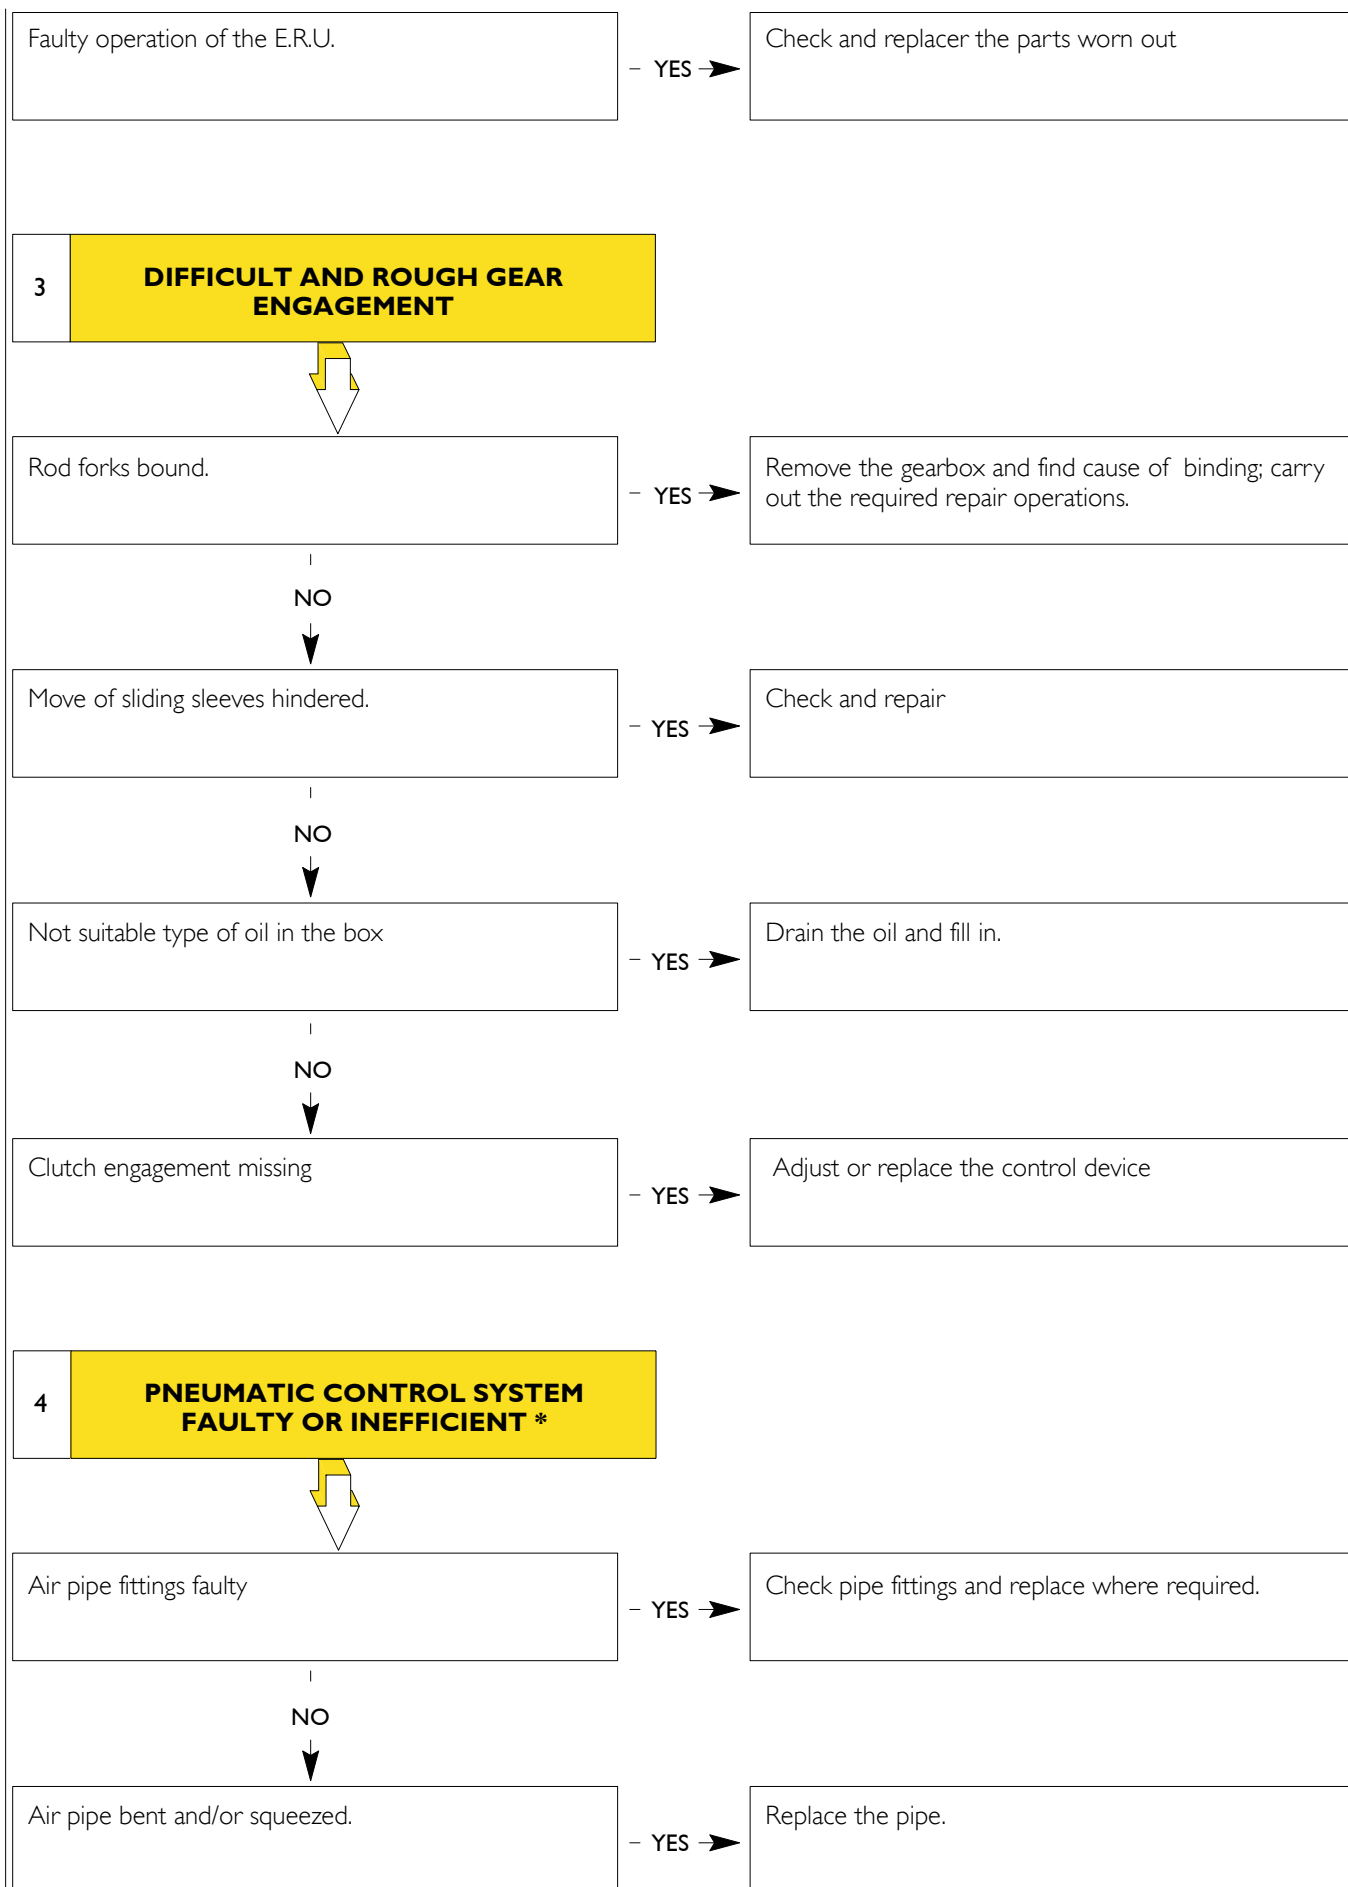 Faulty operation of the E.R.U.
YES
Check and replacer the parts worn out
3
DIFFICULT AND ROUGH GEAR
ENGAGEMENT
Rod forks bound.
YES
Remove the gearbox and find cause of binding; carry
out the required repair operations.
NO
Move of sliding sleeves hindered.
YES
Check and repair
NO
Not suitable type of oil in the box
YES
Drain the oil and fill in.
NO
Clutch engagement missing
YES
Adjust or replace the control device
4
PNEUMATIC CONTROL SYSTEM
FAULTY OR INEFFICIENT *
Air pipe fittings faulty
YES
Check pipe fittings and replace where required.
NO
Air pipe bent and/or squeezed.
YES
Replace the pipe.